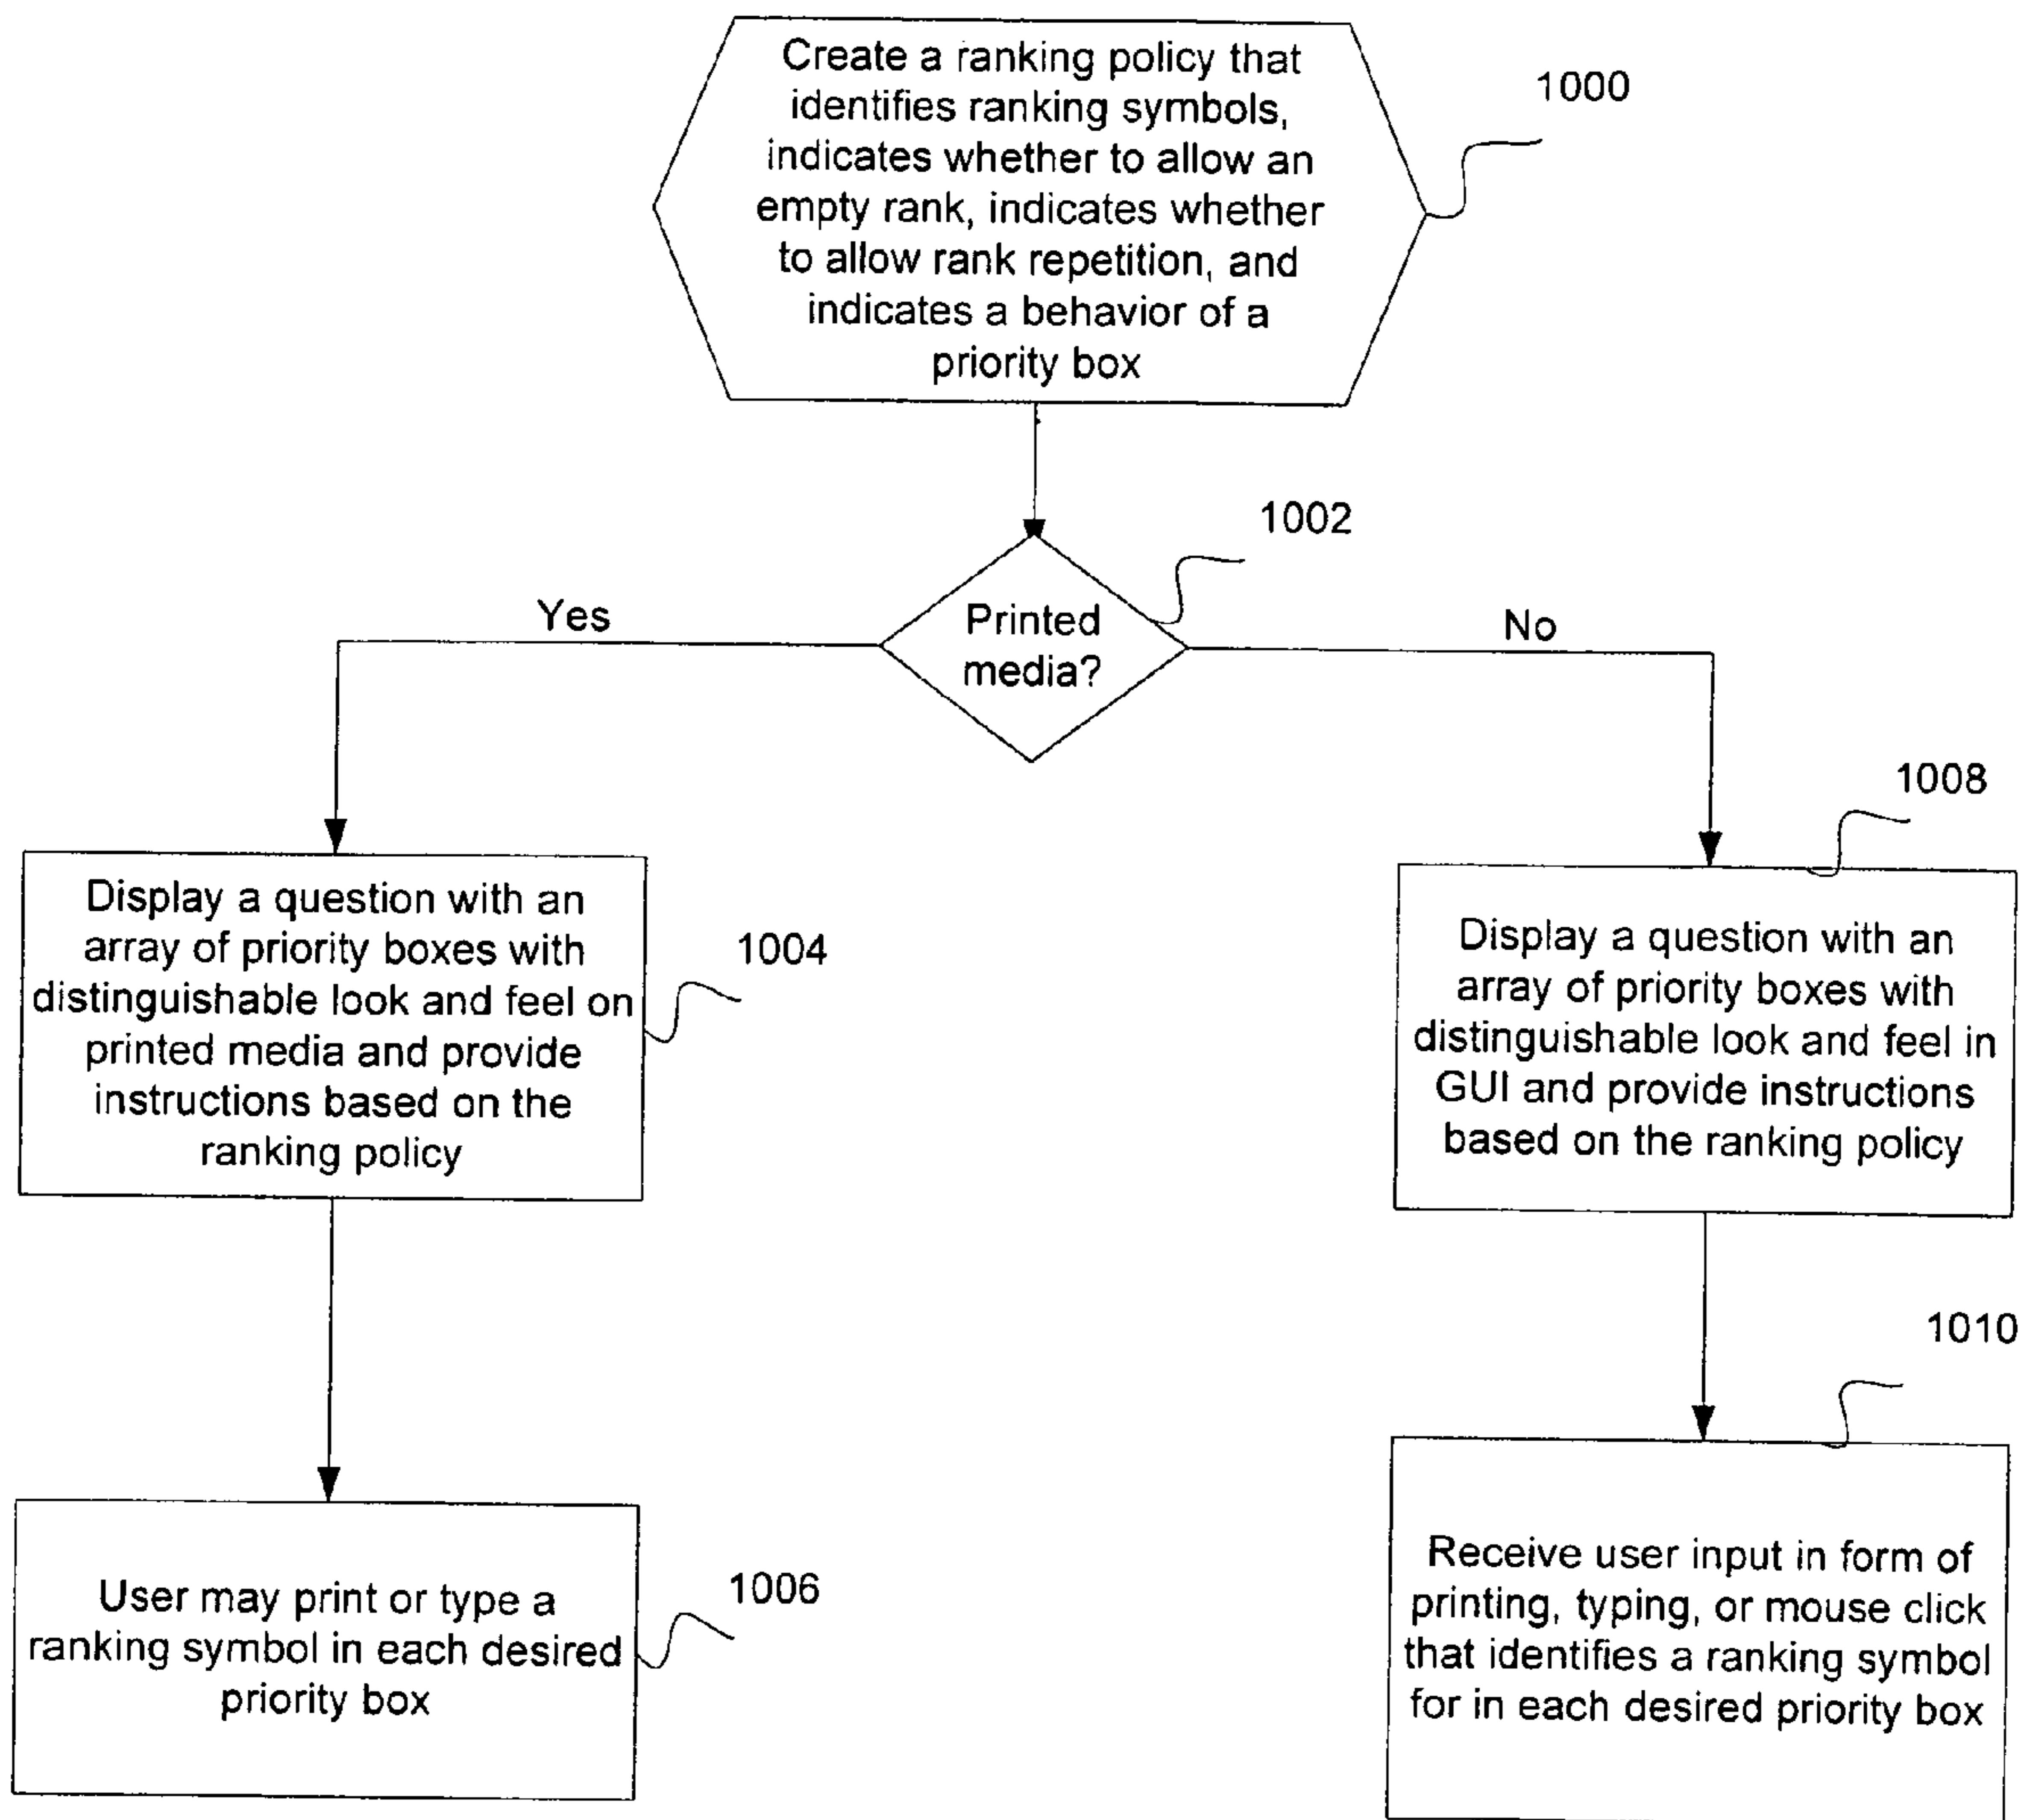 Create a ranking policy that
identifies ranking symbols,
indicates whether to allow an
empty rank, indicates whether
to allow rank repetition, and
indicates a behavior of a
priority box
1000
1002
Printed
media?
Yes
No
1008
Display a question with an
array of priority boxes with
distinguishable look and feel on
printed media and provide
instructions based on the
ranking policy
1004
Display a question with an
array of priority boxes with
distinguishable look and feel in
GUI and provide instructions
based on the ranking policy
1010
User may print or type a
ranking symbol in each desired
priority box
1006
Receive user input in form of
printing, typing, or mouse click
that identifies a ranking symbol
for in each desired priority box